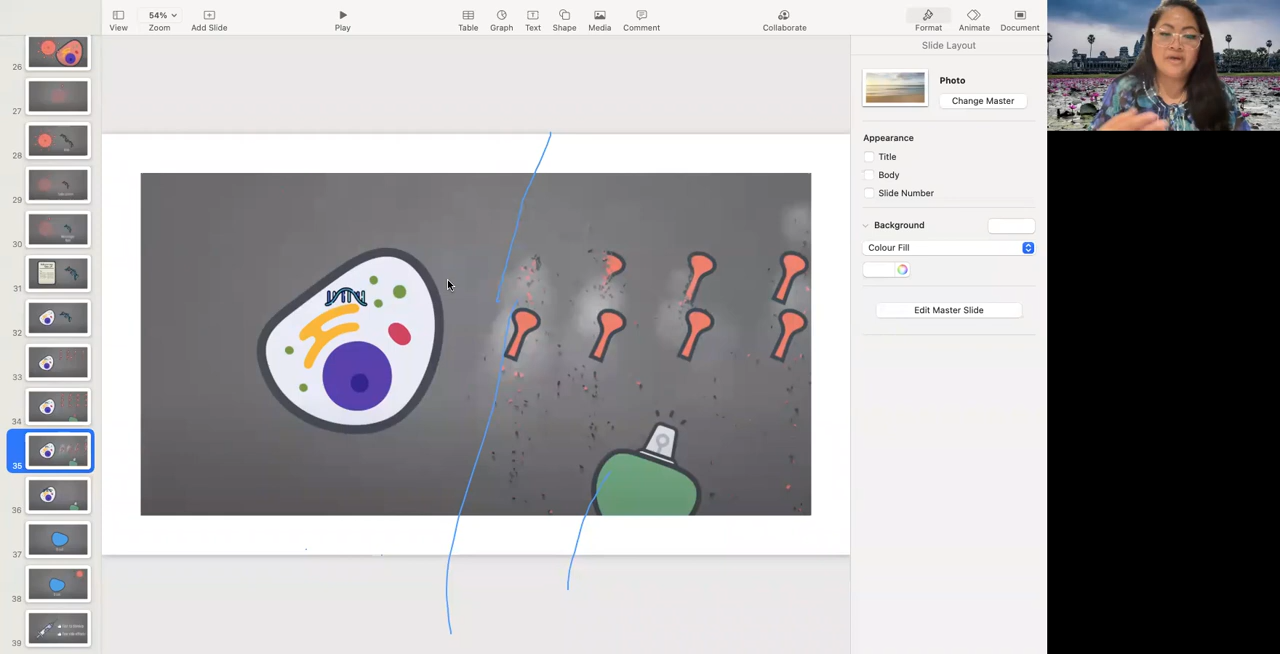 54%
View
Zoom
Add Slide
Play
Table
Graph
Text
Shape
Media
Comment
Collaborate
Format
Animate
Document
Slide Layout
Photo
Change Master
Appearance
Title
Body
Slide Number
Background
Colour Fill
Edit Master Slide
26
27
28
29
30
31
32
33
34
35
36
37
38
39